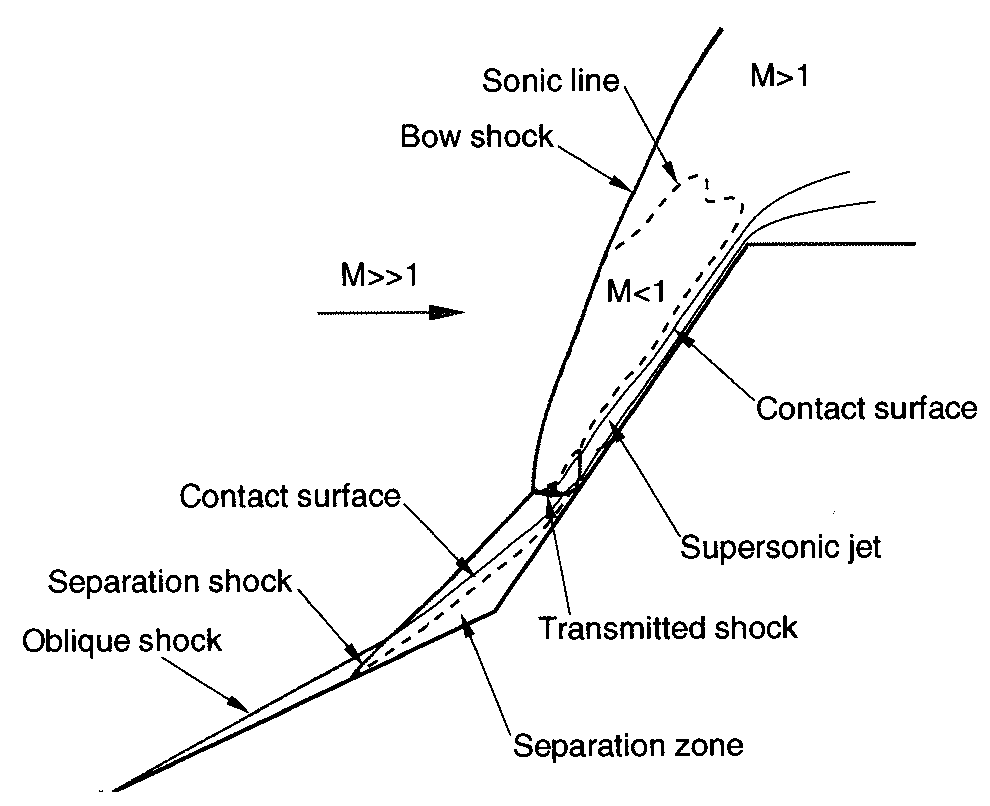 M>1
Sonic line
Bow shock
M>>1
M<1
Contact surface
Contact surface
Supersonic jet
Separation shock
Transmitted shock
Oblique shock
Separation zone